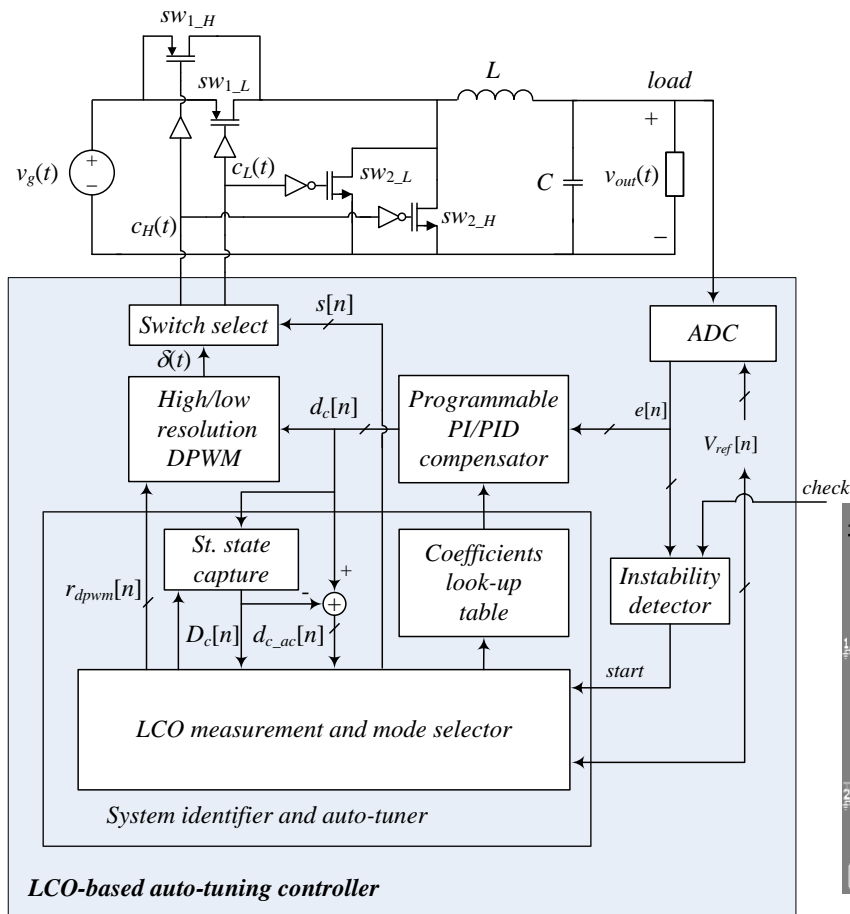 sw1_H
sw1_L
L
load
+
vg(t)
+
−
cL(t)
sw2_L
C
vout(t)
cH(t)
sw2_H
−
Switch select
s[n]
ADC
δ(t)
High/low
resolution
DPWM
dc[n]
Programmable
PI/PID
compensator
e[n]
Vref[n]
check
St. state
capture
Coefficients
look-up
table
Instability
detector
rdpwm[n]
+
-
+
Dc[n]
dc_ac[n]
start
LCO measurement and mode selector
System identifier and auto-tuner
LCO-based auto-tuning controller
1
2